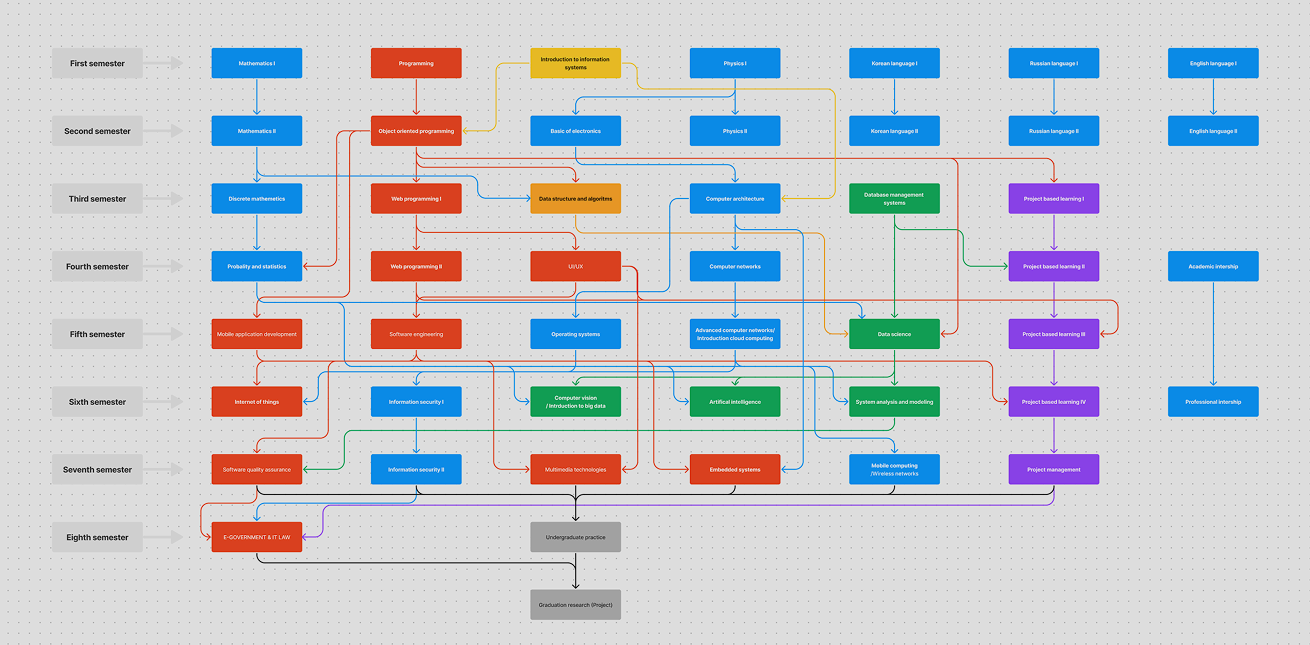 First semester
Mathematics I
Programming
Introduction to information
systems
Physics I
Korean language I
Russian language I
English language I
Second semester
Mathematics II
Object oriented programming
Basic of electronics
Physics II
Korean language II
Russian language II
English language II
Third semester
Discrete mathemetics
Web programming I
Data structure and algoritms
Computer architecture
Database management
systems
Project based learning I
Fourth semester
Probality and statistics
Web programming II
UI/UX
Computer networks
Project based learning II
Academic intership
Fifth semester
Mobile application development
Software engineering
Operating systems
Advanced computer networks/
Introduction cloud computing
Data science
Project based learning III
Sixth semester
Internet of things
Information security I
Computer vision
/ Intrduction to big data
Artifical intelligence
System analysis and modeling
Project based learning IV
Professional intership
Seventh semester
Software quality assurance
Information security II
Multimedia technologies
Embedded systems
Mobile computing
/Wireless networks
Project management
Eighth semester
E-GOVERNMENT & IT LAW
Undergraduate practice
Graduation research (Project)